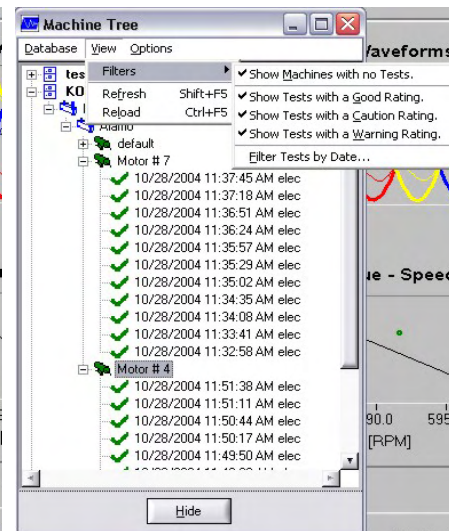 Machine Tree
Database View Options
Waveforms
Filters
Refresh Shift+F5
Reload Ctrl+F5
Show Machines with no Tests.
Show Tests with a Good Rating.
Show Tests with a Caution Rating.
Show Tests with a Warning Rating.
Filter Tests by Date...
tes
KO
Alamo
default
Motor # 7
10/28/2004 11:37:45 AM elec
10/28/2004 11:37:18 AM elec
10/28/2004 11:36:51 AM elec
10/28/2004 11:36:24 AM elec
10/28/2004 11:35:57 AM elec
10/28/2004 11:35:29 AM elec
10/28/2004 11:35:02 AM elec
10/28/2004 11:34:35 AM elec
10/28/2004 11:34:08 AM elec
10/28/2004 11:33:41 AM elec
10/28/2004 11:32:58 AM elec
Motor # 4
10/28/2004 11:51:38 AM elec
10/28/2004 11:51:11 AM elec
10/28/2004 11:50:44 AM elec
10/28/2004 11:50:17 AM elec
10/28/2004 11:49:50 AM elec
ue - Speed
90.0 595
[RPM]
Hide